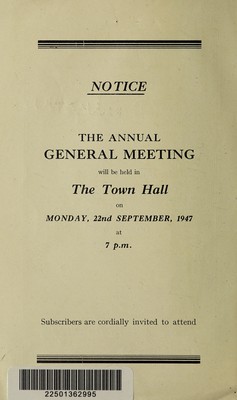 NOTICE
THE ANNUAL
GENERAL MEETING
will be held in
The Town Hall
on
MONDAY, 22nd SEPTEMBER, 1947
at
7 p.m.
Subscribers are cordially invited to attend
22501362995